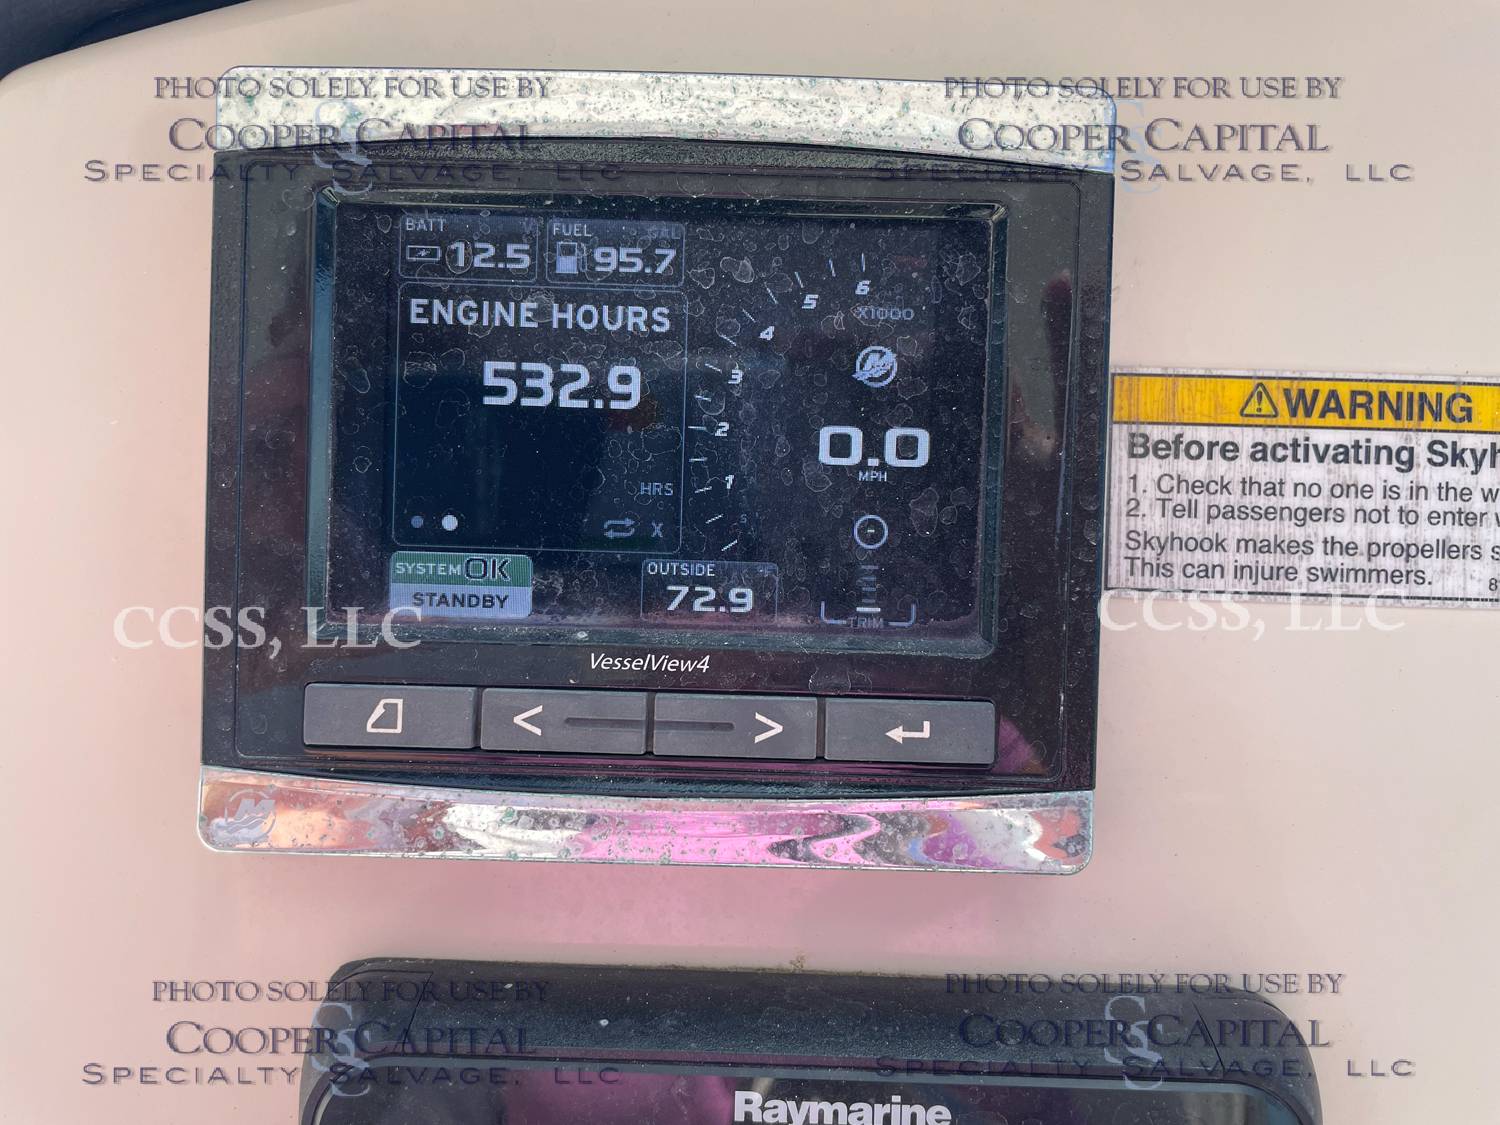 PHOTO SOLELY FOR USE BY
COOPER CAPITAL
SPECIALTY SALVAGE, LLC
PHOTO SOLELY FOR USE BY
COOPER CAPITAL
SPECIALTY SALVAGE, LLC
BATT V
12.5
FUEL GAL
95.7
ENGINE HOURS
532.9
HRS
X
6
5
4
3
2
1
X1000
0.0
MPH
SYSTEM OK
STANDBY
OUTSIDE °F
72.9
TRIM
VesselView4
< >
WARNING
Before activating Skyh
1. Check that no one is in the w
2. Tell passengers not to enter w
Skyhook makes the propellers s
This can injure swimmers.
8
CCSS, LLC
CCSS, LLC
PHOTO SOLELY FOR USE BY
COOPER CAPITAL
SPECIALTY SALVAGE, LLC
PHOTO SOLELY FOR USE BY
COOPER CAPITAL
SPECIALTY SALVAGE, LLC
Raymarine